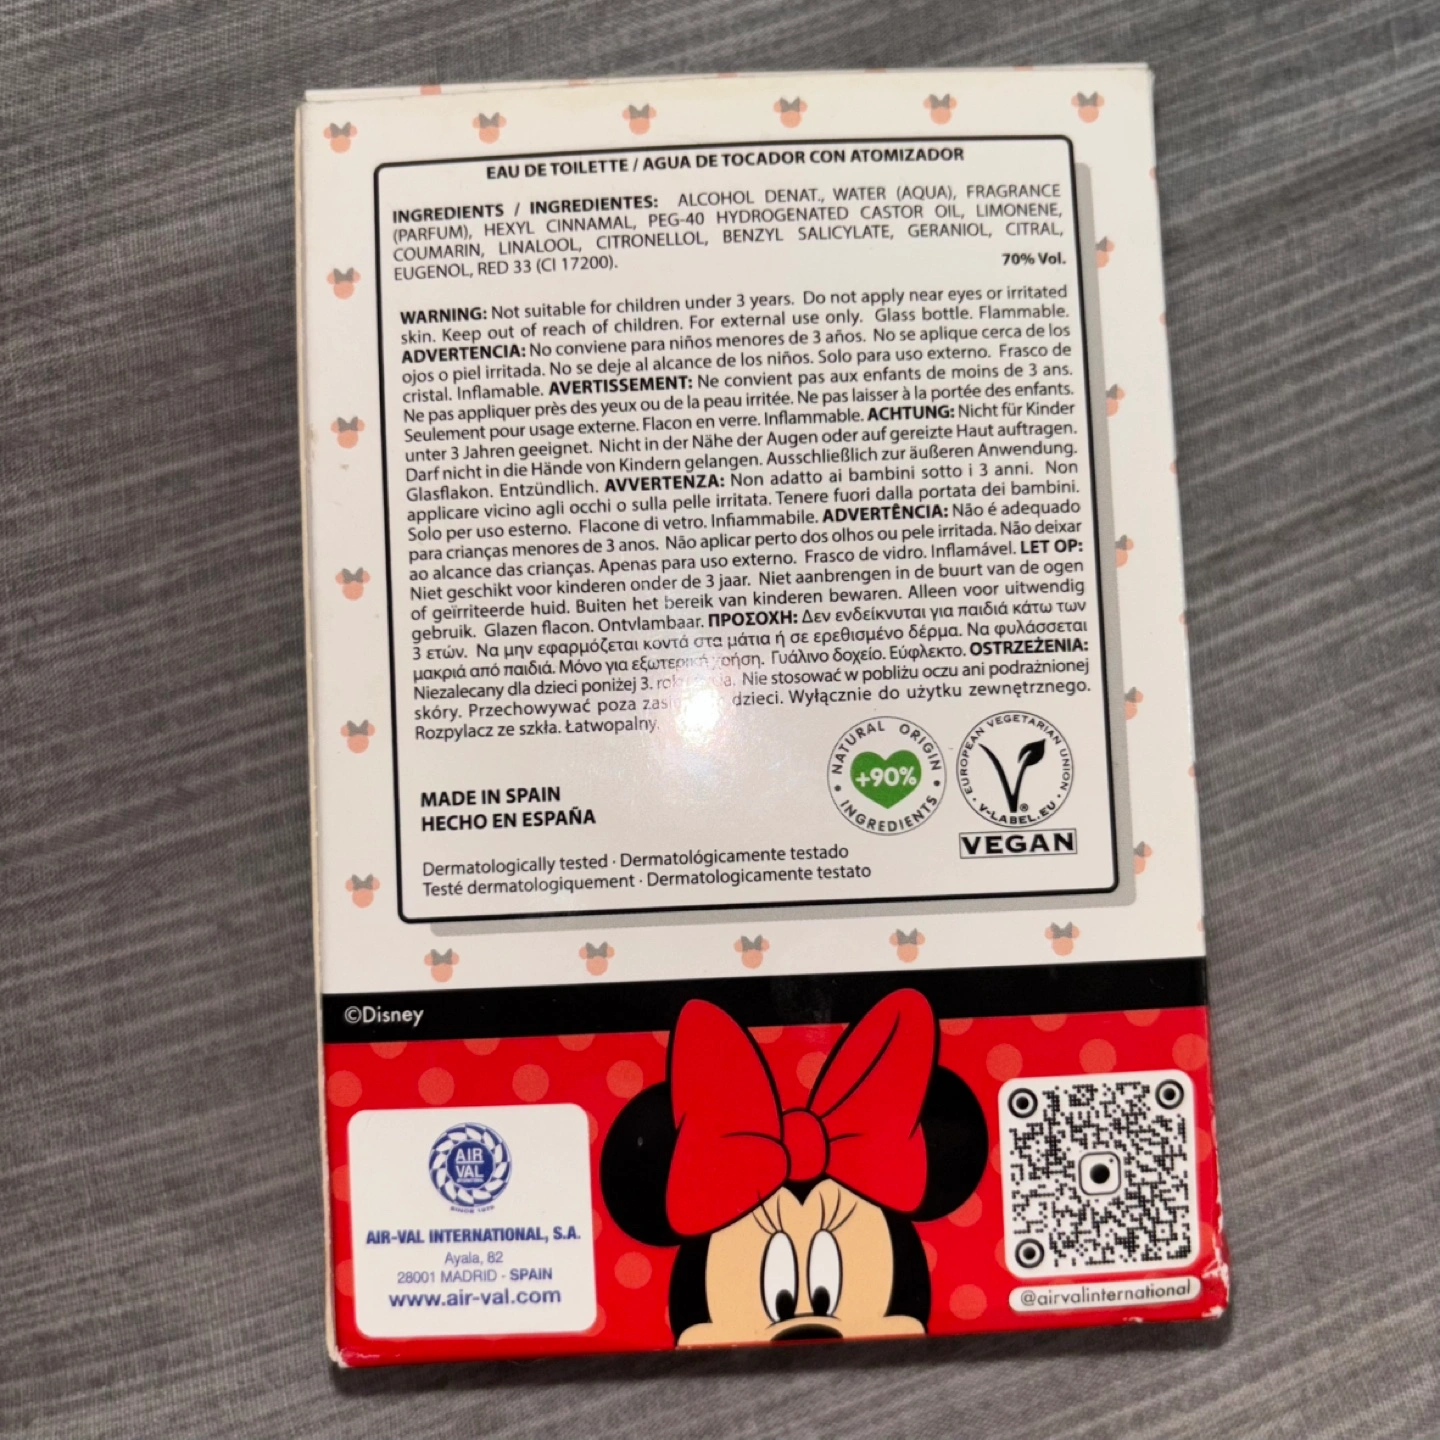 EAU DE TOILETTE / AGUA DE TOCADOR CON ATOMIZADOR
INGREDIENTS / INGREDIENTES: ALCOHOL DENAT., WATER (AQUA), FRAGRANCE
(PARFUM), HEXYL CINNAMAL, PEG-40 HYDROGENATED CASTOR OIL, LIMONENE,
COUMARIN, LINALOOL, CITRONELLOL, BENZYL SALICYLATE, GERANIOL, CITRAL,
EUGENOL, RED 33 (CI 17200).
70% Vol.
WARNING: Not suitable for children under 3 years. Do not apply near eyes or irritated
skin. Keep out of reach of children. For external use only. Glass bottle. Flammable.
ADVERTENCIA: No conviene para niños menores de 3 años. No se aplique cerca de los
ojos o piel irritada. No se deje al alcance de los niños. Solo para uso externo. Frasco de
cristal. Inflamable. AVERTISSEMENT: Ne convient pas aux enfants de moins de 3 ans.
Ne pas appliquer près des yeux ou de la peau irritée. Ne pas laisser à la portée des enfants.
Seulement pour usage externe. Flacon en verre. Inflammable. ACHTUNG: Nicht für Kinder
unter 3 Jahren geeignet. Nicht in der Nähe der Augen oder auf gereizte Haut auftragen.
Darf nicht in die Hände von Kindern gelangen. Ausschließlich zur äußeren Anwendung.
Glasflakon. Entzündlich. AVVERTENZA: Non adatto ai bambini sotto i 3 anni. Non
applicare vicino agli occhi o sulla pelle irritata. Tenere fuori dalla portata dei bambini.
Solo per uso esterno. Flacone di vetro. Infiammabile. ADVERTÊNCIA: Não é adequado
para crianças menores de 3 anos. Não aplicar perto dos olhos ou pele irritada. Não deixar
ao alcance das crianças. Apenas para uso externo. Frasco de vidro. Inflamável. LET OP:
Niet geschikt voor kinderen onder de 3 jaar. Niet aanbrengen in de buurt van de ogen
of geïrriteerde huid. Buiten het bereik van kinderen bewaren. Alleen voor uitwendig
gebruik. Glazen flacon. Ontvlambaar. ΠΡΟΣΟΧΗ: Δεν ενδείκνυται για παιδιά κάτω των
3 ετών. Να μην εφαρμόζεται κοντά στα μάτια ή σε ερεθισμένο δέρμα. Να φυλάσσεται
μακριά από παιδιά. Μόνο για εξωτερική χρήση. Γυάλινο δοχείο. Εύφλεκτο. OSTRZEŻENIA:
Niezalecany dla dzieci poniżej 3. Nie stosować w pobliżu oczu ani podrażnionej
skóry. Przechowywać poza dzieci. Wyłącznie do użytku zewnętrznego.
Rozpylacz ze szkła. Łatwopalny.
NATURAL ORIGIN
+90%
INGREDIENTS
EUROPEAN VEGETARIAN UNION
V-LABEL.EU
®
VEGAN
MADE IN SPAIN
HECHO EN ESPAÑA
Dermatologically tested · Dermatológicamente testado
Testé dermatologiquement · Dermatologicamente testato
©Disney
AIR
VAL
AIR-VAL INTERNATIONAL, S.A.
Ayala, 82
28001 MADRID - SPAIN
www.air-val.com
@airvalinternational